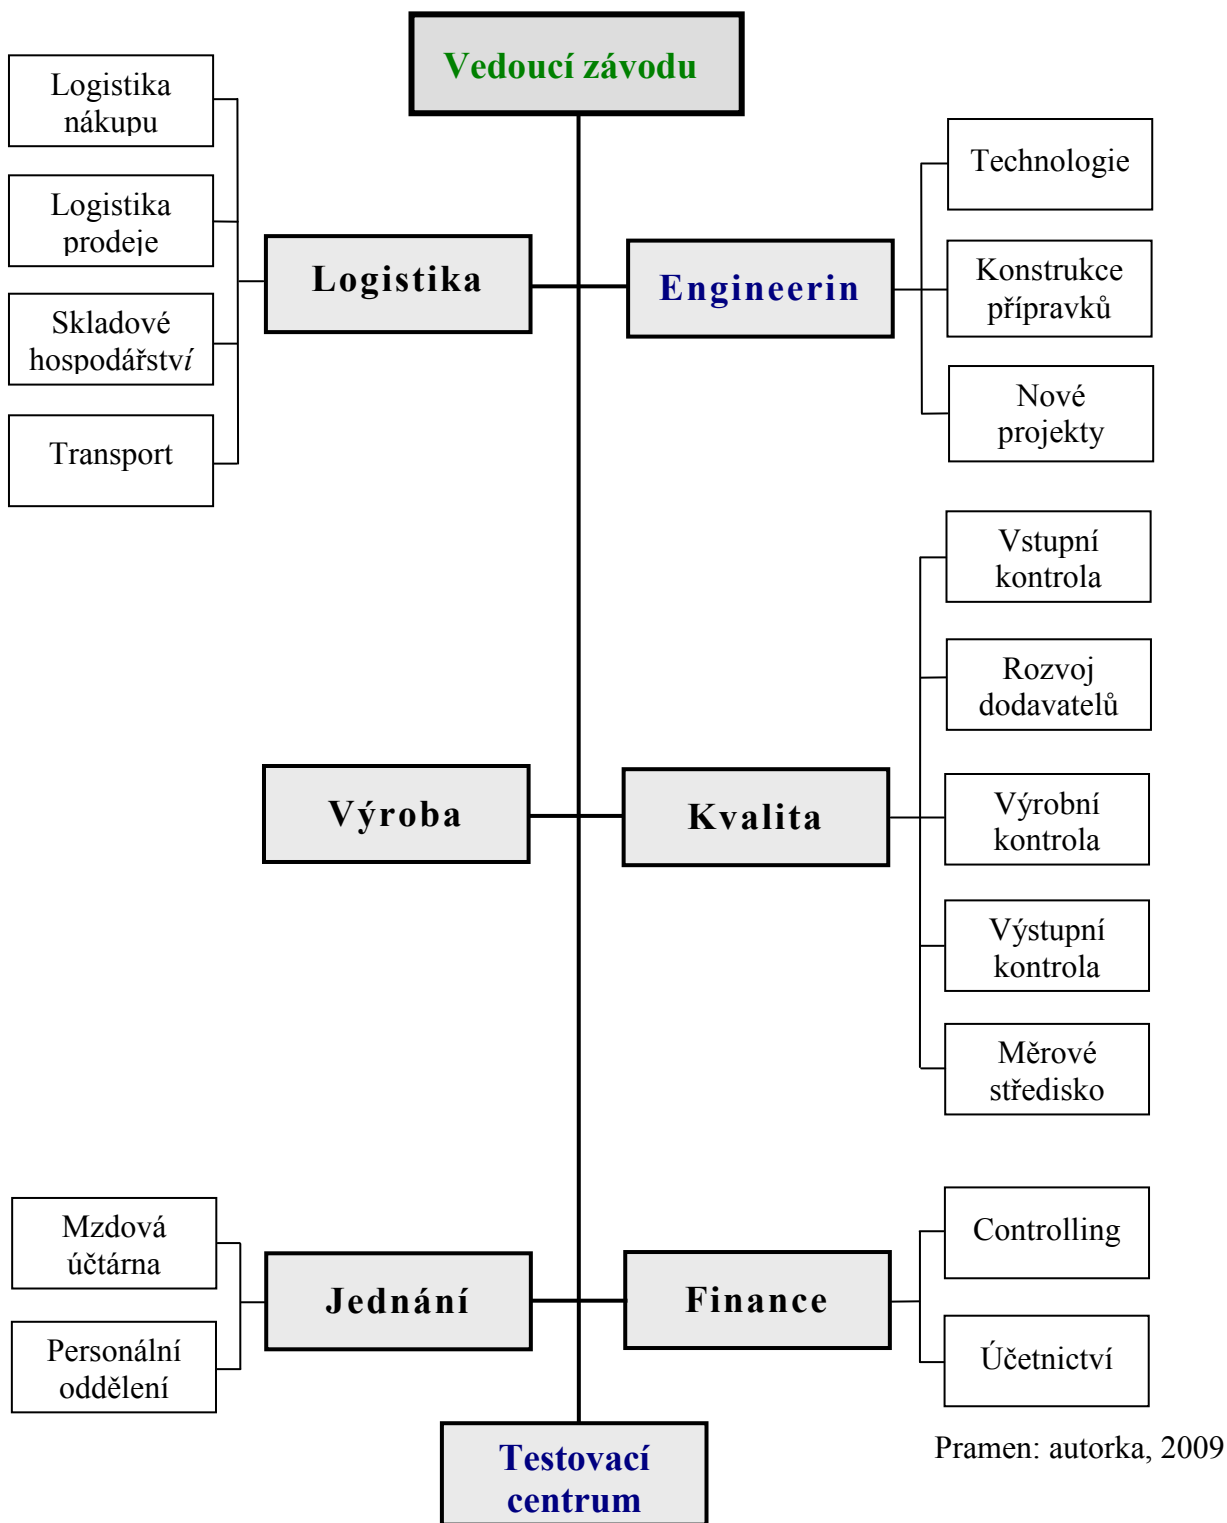 Vedoucí závodu
Logistika
nákupu
Logistika
prodeje
Skladové
hospodářství
Transport
Logistika
Engineerin
Technologie
Konstrukce
přípravků
Nové
projekty
Výroba
Kvalita
Vstupní
kontrola
Rozvoj
dodavatelů
Výrobní
kontrola
Výstupní
kontrola
Měrové
středisko
Mzdová
účtárna
Personální
oddělení
Jednání
Finance
Controlling
Účetnictví
Testovací
centrum
Pramen: autorka, 2009